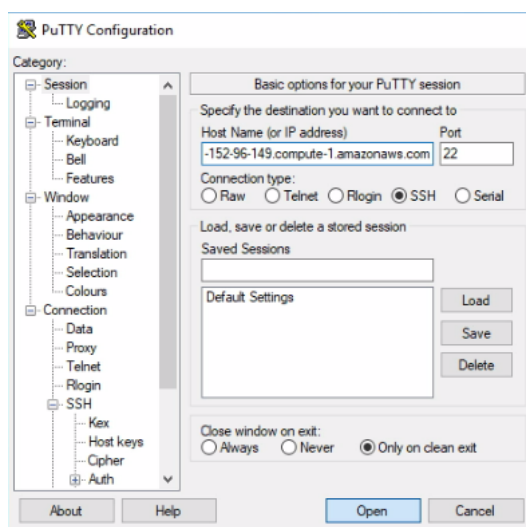 PuTTY Configuration
Category:
Session
Logging
Terminal
Keyboard
Bell
Features
Window
Appearance
Behaviour
Translation
Selection
Colours
Connection
Data
Proxy
Telnet
Rlogin
SSH
Kex
Host keys
Cipher
Auth
Basic options for your PuTTY session
Specify the destination you want to connect to
Host Name (or IP address) Port
-152-96-149.compute-1.amazonaws.com 22
Connection type:
Raw Telnet Rlogin SSH Serial
Load, save or delete a stored session
Saved Sessions
Default Settings
Load
Save
Delete
Close window on exit:
Always Never Only on clean exit
About Help Open Cancel